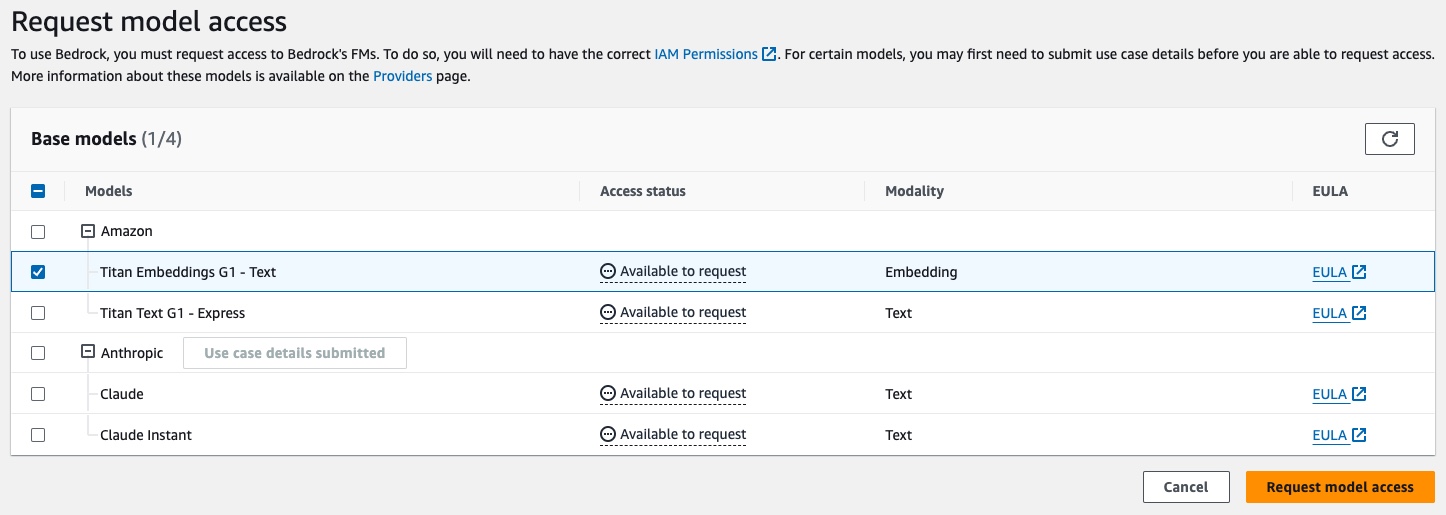 Request model access
To use Bedrock, you must request access to Bedrock's FMs. To do so, you will need to have the correct IAM Permissions. For certain models, you may first need to submit use case details before you are able to request access.
More information about these models is available on the Providers page.
Base models (1/4)
Models Access status Modality EULA
Amazon
Titan Embeddings G1 - Text Available to request Embedding EULA
Titan Text G1 - Express Available to request Text EULA
Anthropic Use case details submitted
Claude Available to request Text EULA
Claude Instant Available to request Text EULA
Cancel Request model access